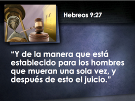 Hebreos 9:27
“Y de la manera que está
establecido para los hombres
que mueran una sola vez, y
después de esto el juicio.”